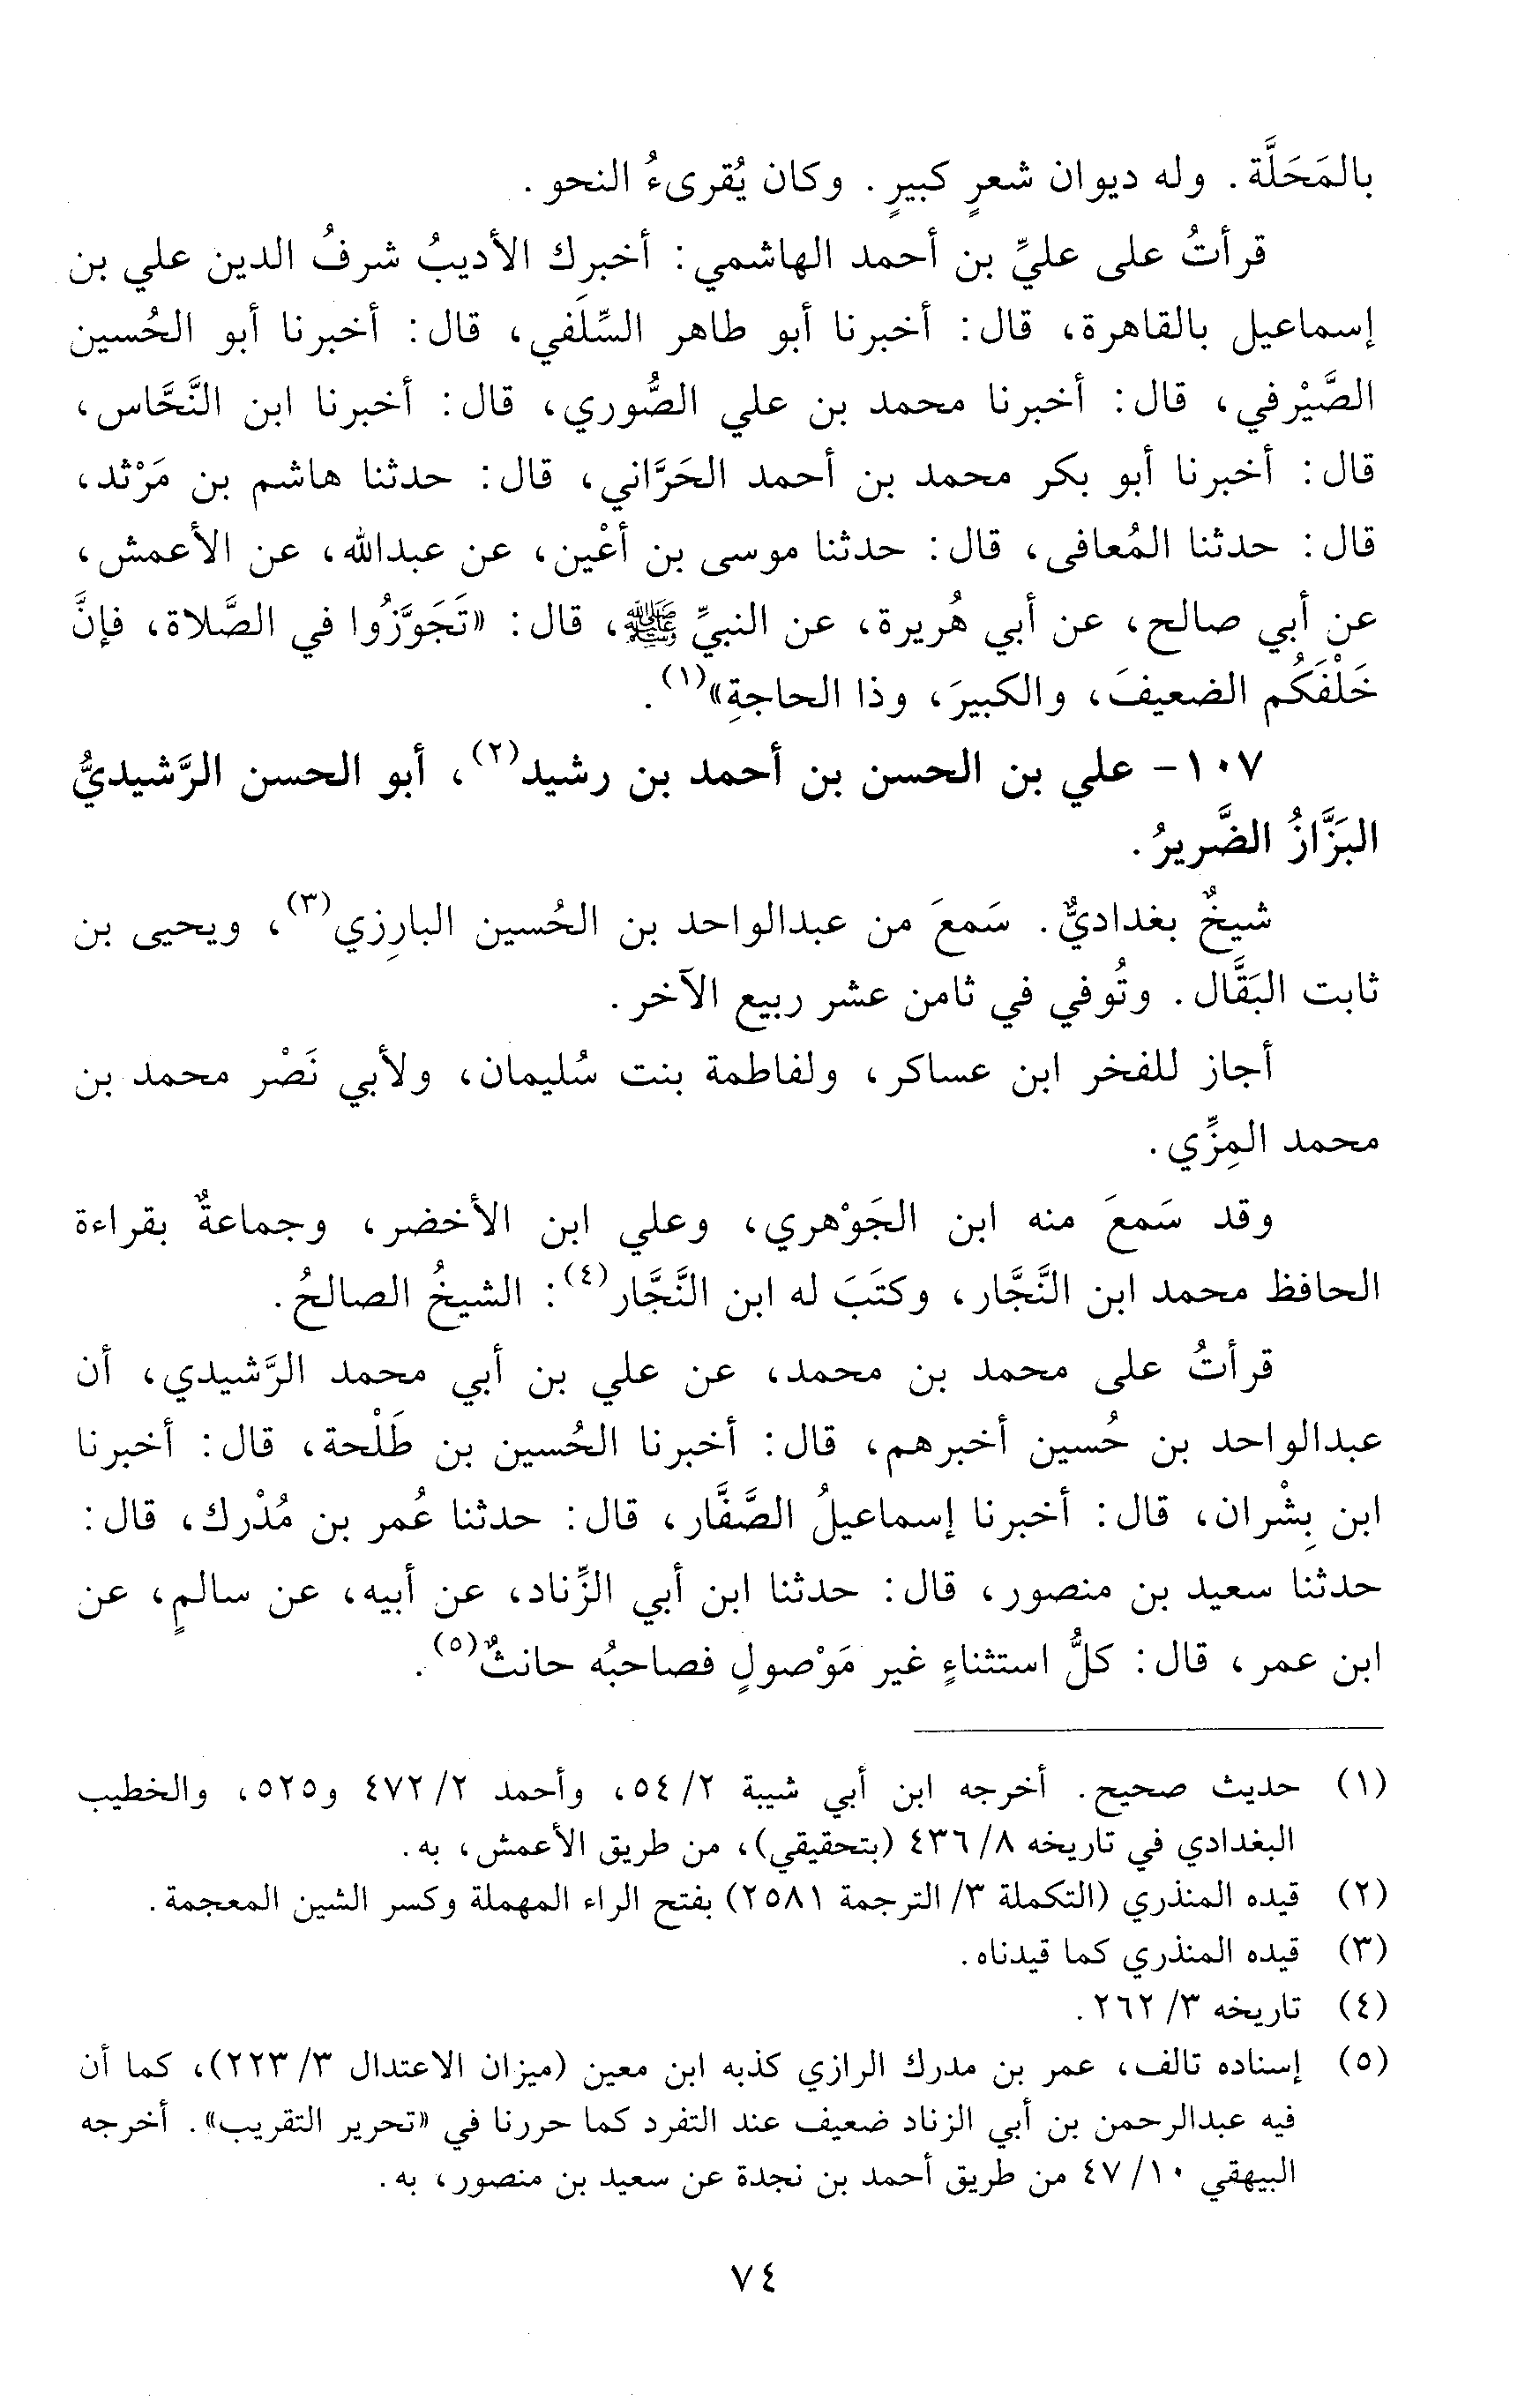 بالمَحَلَّة. وله ديوان شعرٍ كبيرٍ. وكان يُقرىءُ النحو.
قرأتُ على عليِّ بن أحمد الهاشمي: أخبرك الأديبُ شرفُ الدين علي بن
إسماعيل بالقاهرة، قال: أخبرنا أبو طاهر السِّلَفي، قال: أخبرنا أبو الحُسين
الصَّيْرفي، قال: أخبرنا محمد بن علي الصُّوري، قال: أخبرنا ابن النَّحَّاس،
قال: أخبرنا أبو بكر محمد بن أحمد الحَرَّاني، قال: حدثنا هاشم بن مَرْثد،
قال: حدثنا المُعافى، قال: حدثنا موسى بن أعْين، عن عبدالله، عن الأعمش،
عن أبي صالح، عن أبي هُريرة، عن النبيِّ ﷺ، قال: «تَجَوَّزُوا في الصَّلاة، فإنَّ
خَلْفَكُم الضعيفَ، والكبيرَ، وذا الحاجةِ»(١).
١٠٧- علي بن الحسن بن أحمد بن رشيد(٢)، أبو الحسن الرَّشيديُّ
البَزَّازُ الضَّريرُ.
شيخٌ بغداديٌّ. سَمعَ من عبدالواحد بن الحُسين البارِزي(٣)، ويحيى بن
ثابت البَقَّال. وتُوفي في ثامن عشر ربيع الآخر.
أجاز للفخر ابن عساكر، ولفاطمة بنت سُليمان، ولأبي نَصْر محمد بن
محمد المِزِّي.
وقد سَمعَ منه ابن الجَوْهري، وعلي ابن الأخضر، وجماعةٌ بقراءة
الحافظ محمد ابن النَّجَّار، وكتَبَ له ابن النَّجَّار(٤): الشيخُ الصالحُ.
قرأتُ على محمد بن محمد، عن علي بن أبي محمد الرَّشيدي، أن
عبدالواحد بن حُسين أخبرهم، قال: أخبرنا الحُسين بن طَلْحة، قال: أخبرنا
ابن بِشْران، قال: أخبرنا إسماعيلُ الصَّفَّار، قال: حدثنا عُمر بن مُدْرك، قال:
حدثنا سعيد بن منصور، قال: حدثنا ابن أبي الزِّناد، عن أبيه، عن سالمٍ، عن
ابن عمر، قال: كلُّ استثناءٍ غير مَوْصولٍ فصاحبُه حانثٌ(٥).
(١) حديث صحيح. أخرجه ابن أبي شيبة ٢/ ٥٤، وأحمد ٢/ ٤٧٢ و٥٢٥، والخطيب
البغدادي في تاريخه ٨/ ٤٣٦ (بتحقيقي)، من طريق الأعمش، به.
(٢) قيده المنذري (التكملة ٣/ الترجمة ٢٥٨١) بفتح الراء المهملة وكسر الشين المعجمة.
(٣) قيده المنذري كما قيدناه.
(٤) تاريخه ٣/ ٢٦٢.
(٥) إسناده تالف، عمر بن مدرك الرازي كذبه ابن معين (ميزان الاعتدال ٣/ ٢٢٣)، كما أن
فيه عبدالرحمن بن أبي الزناد ضعيف عند التفرد كما حررنا في «تحرير التقريب». أخرجه
البيهقي ١٠/ ٤٧ من طريق أحمد بن نجدة عن سعيد بن منصور، به.
٧٤